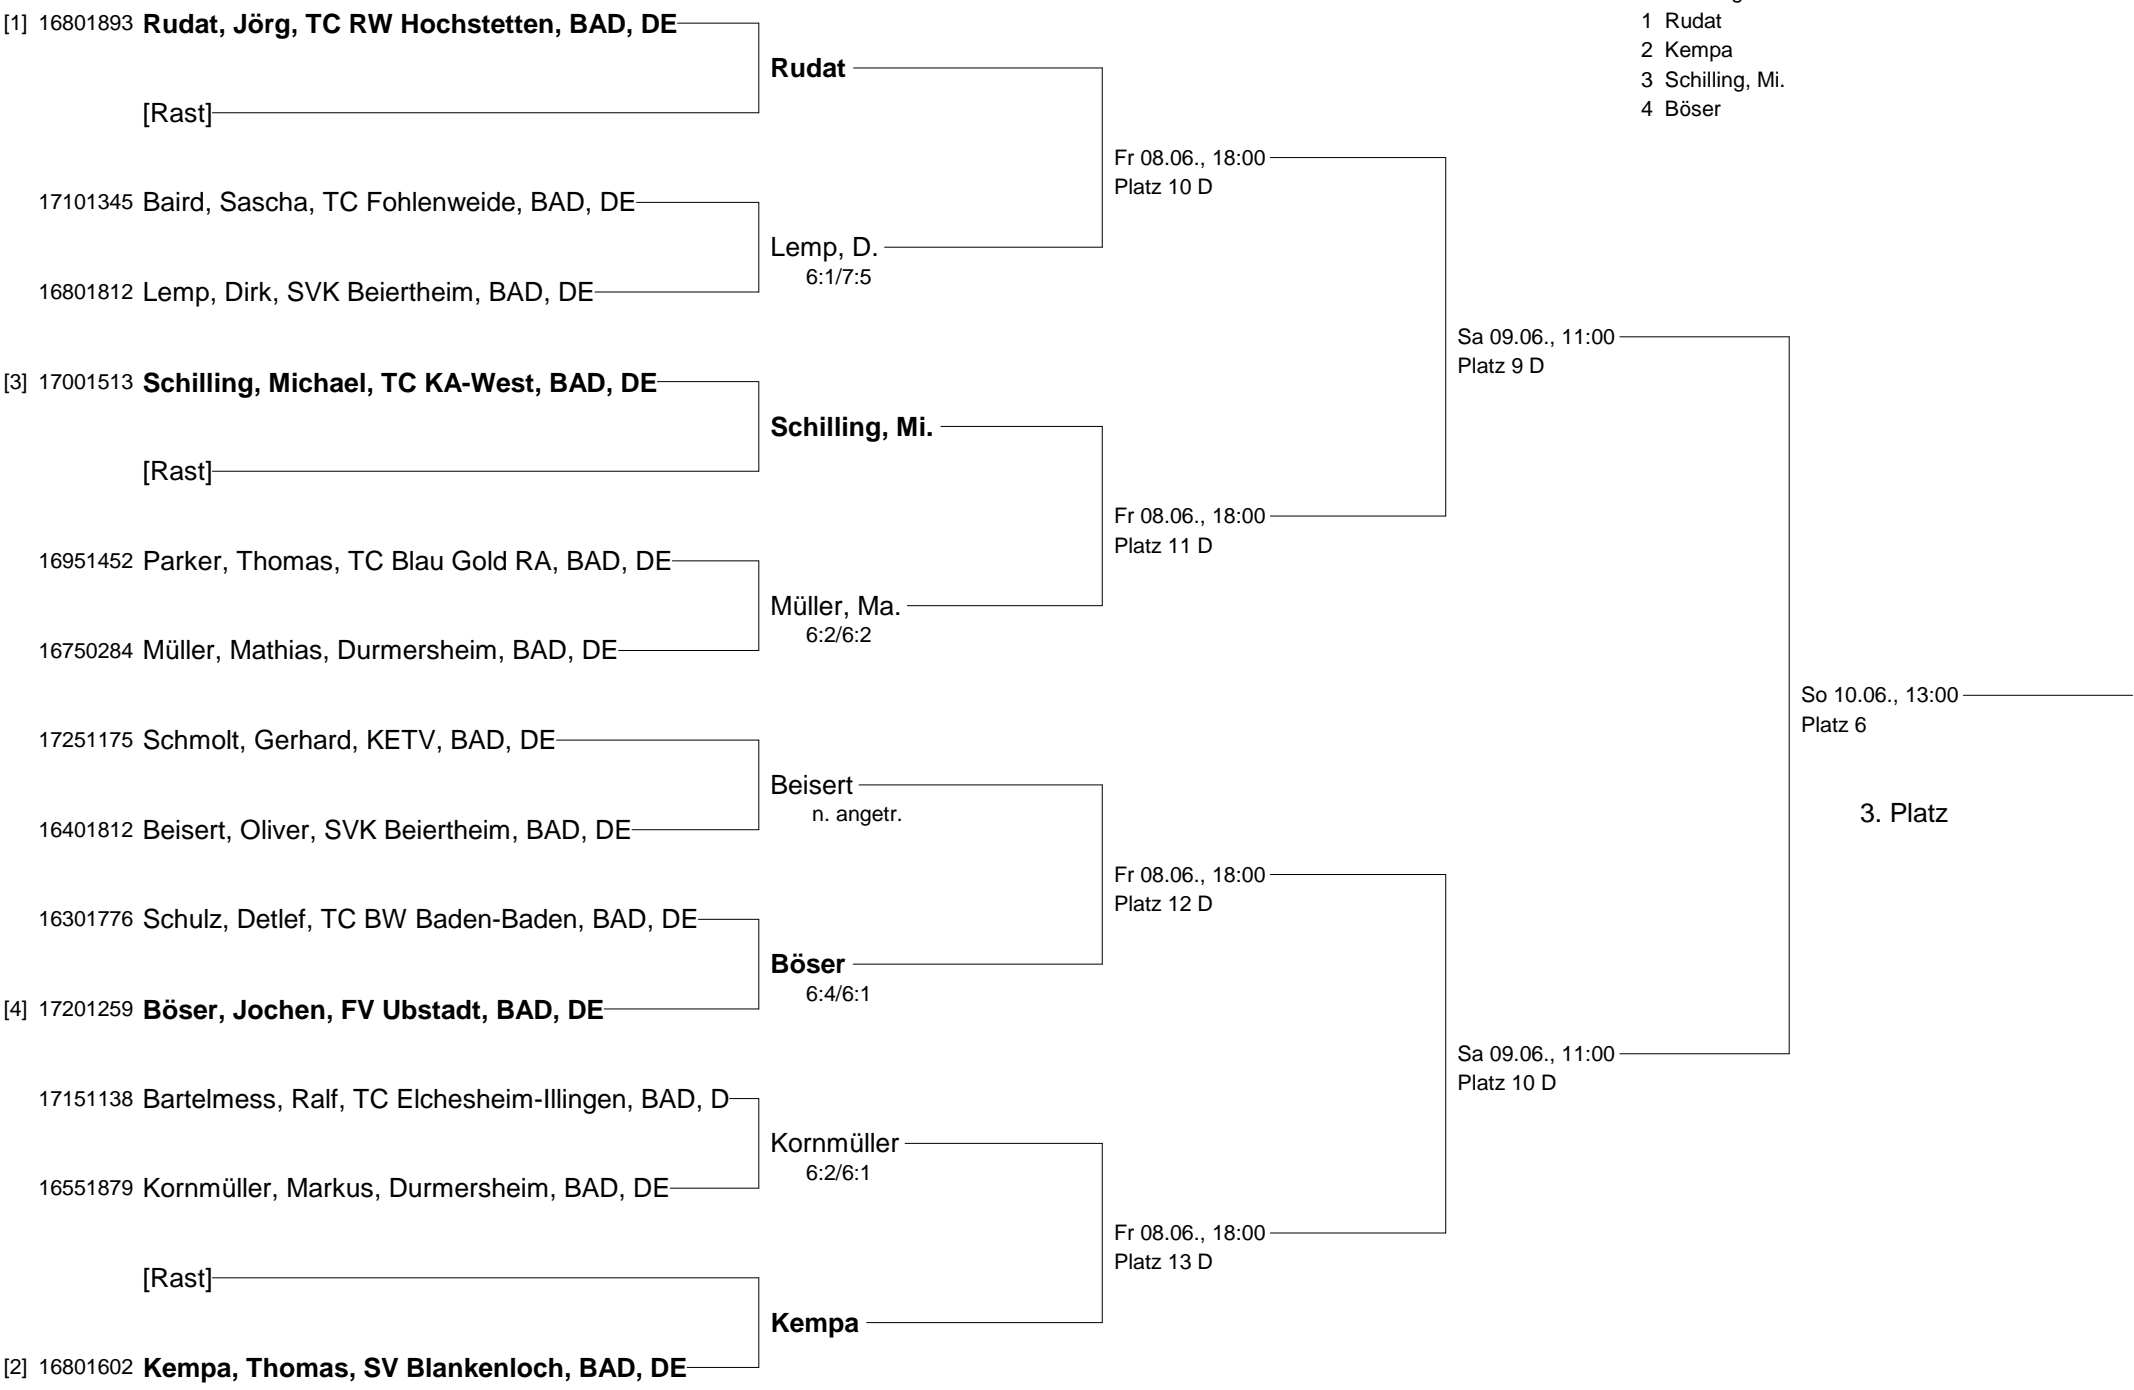 [1] 16801893 Rudat, Jörg, TC RW Hochstetten, BAD, DE
1 Rudat
2 Kempa
3 Schilling, Mi.
4 Böser
Rudat
[Rast]
Fr 08.06., 18:00
Platz 10 D
17101345 Baird, Sascha, TC Fohlenweide, BAD, DE
Lemp, D.
6:1/7:5
16801812 Lemp, Dirk, SVK Beiertheim, BAD, DE
Sa 09.06., 11:00
Platz 9 D
[3] 17001513 Schilling, Michael, TC KA-West, BAD, DE
Schilling, Mi.
[Rast]
Fr 08.06., 18:00
Platz 11 D
16951452 Parker, Thomas, TC Blau Gold RA, BAD, DE
Müller, Ma.
6:2/6:2
16750284 Müller, Mathias, Durmersheim, BAD, DE
So 10.06., 13:00
Platz 6
17251175 Schmolt, Gerhard, KETV, BAD, DE
Beisert
n. angetr.
3. Platz
16401812 Beisert, Oliver, SVK Beiertheim, BAD, DE
Fr 08.06., 18:00
Platz 12 D
16301776 Schulz, Detlef, TC BW Baden-Baden, BAD, DE
Böser
6:4/6:1
[4] 17201259 Böser, Jochen, FV Ubstadt, BAD, DE
Sa 09.06., 11:00
Platz 10 D
17151138 Bartelmess, Ralf, TC Elchesheim-Illingen, BAD, D
Kornmüller
6:2/6:1
16551879 Kornmüller, Markus, Durmersheim, BAD, DE
Fr 08.06., 18:00
Platz 13 D
[Rast]
Kempa
[2] 16801602 Kempa, Thomas, SV Blankenloch, BAD, DE